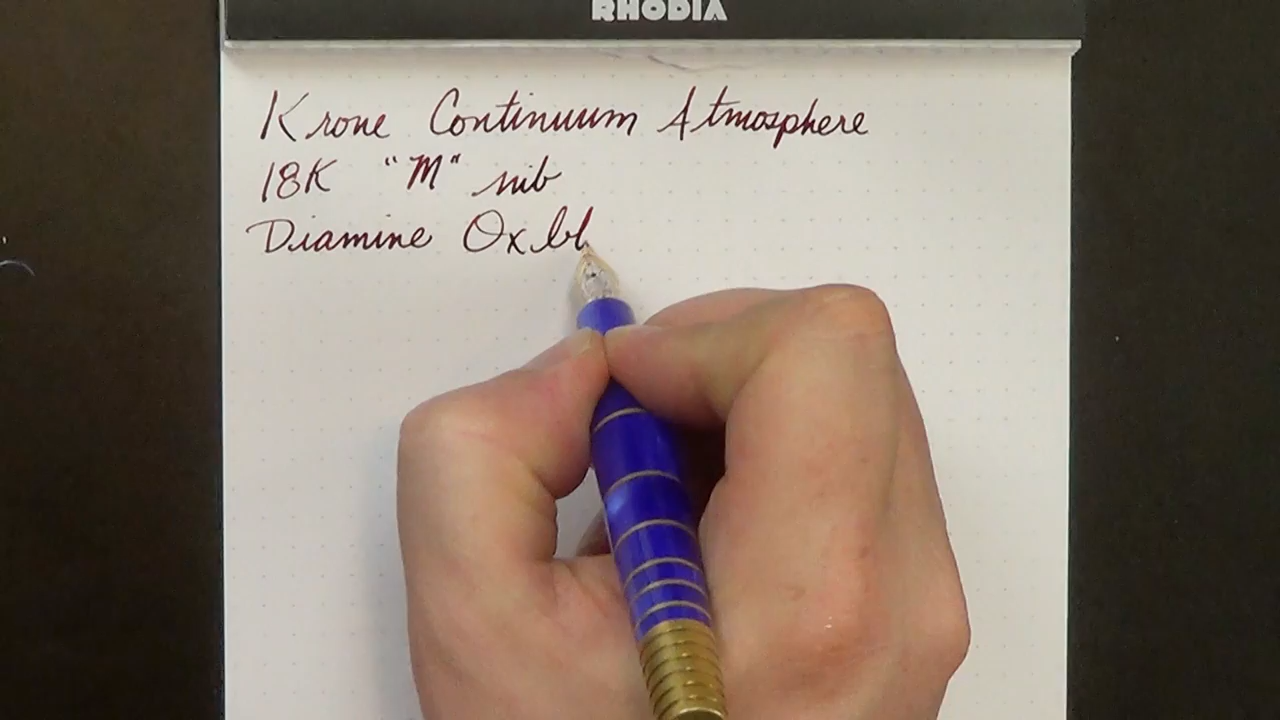 RHODIA
Krone Continuum Atmosphere
18K "M" nib
Diamine Oxbl